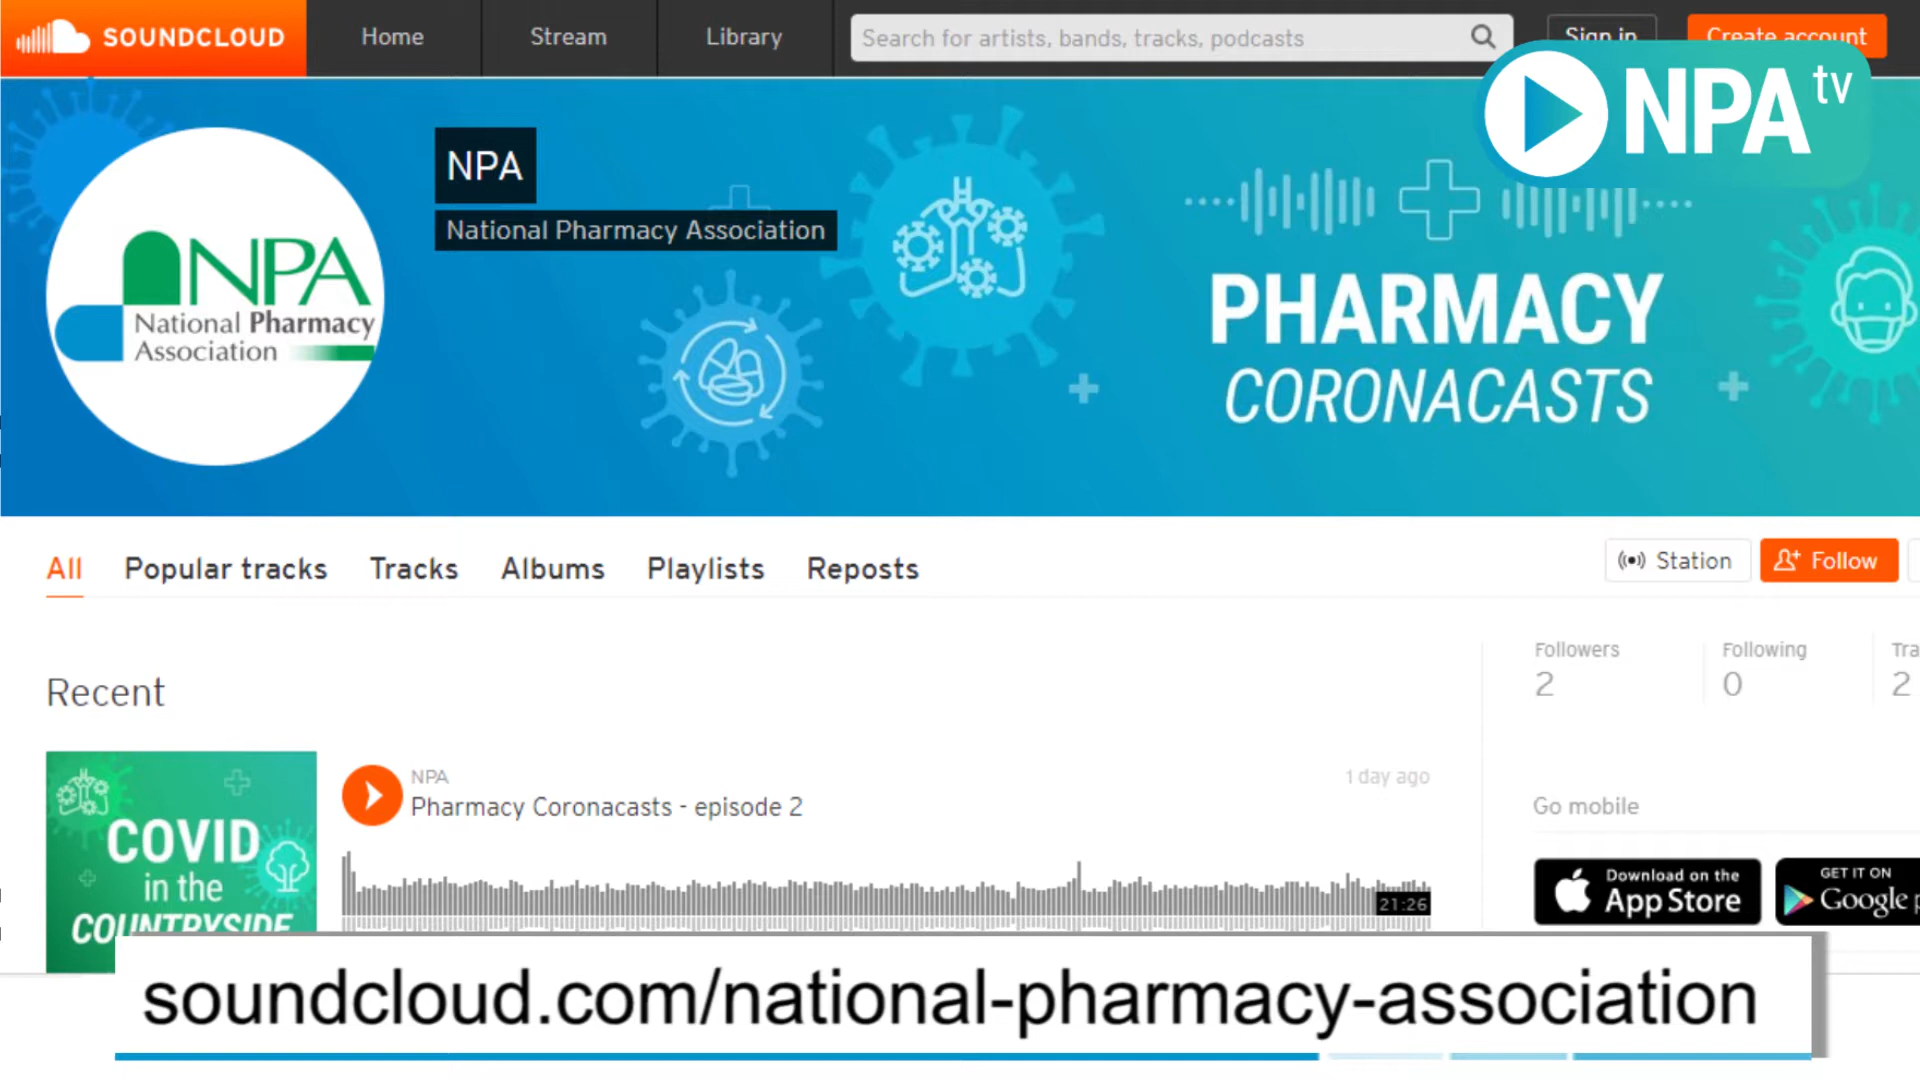 SOUNDCLOUD
Home
Stream
Library
Search for artists, bands, tracks, podcasts
Sign in
Create account
NPA tv
NPA
National Pharmacy Association
NPA
National Pharmacy
Association
PHARMACY
CORONACASTS
All
Popular tracks
Tracks
Albums
Playlists
Reposts
Station
Follow
Followers
2
Following
0
Tra
2
Recent
COVID
in the
COUNTRYSIDE
NPA
Pharmacy Coronacasts - episode 2
1 day ago
21:26
Go mobile
Download on the
App Store
GET IT ON
Google p
soundcloud.com/national-pharmacy-association